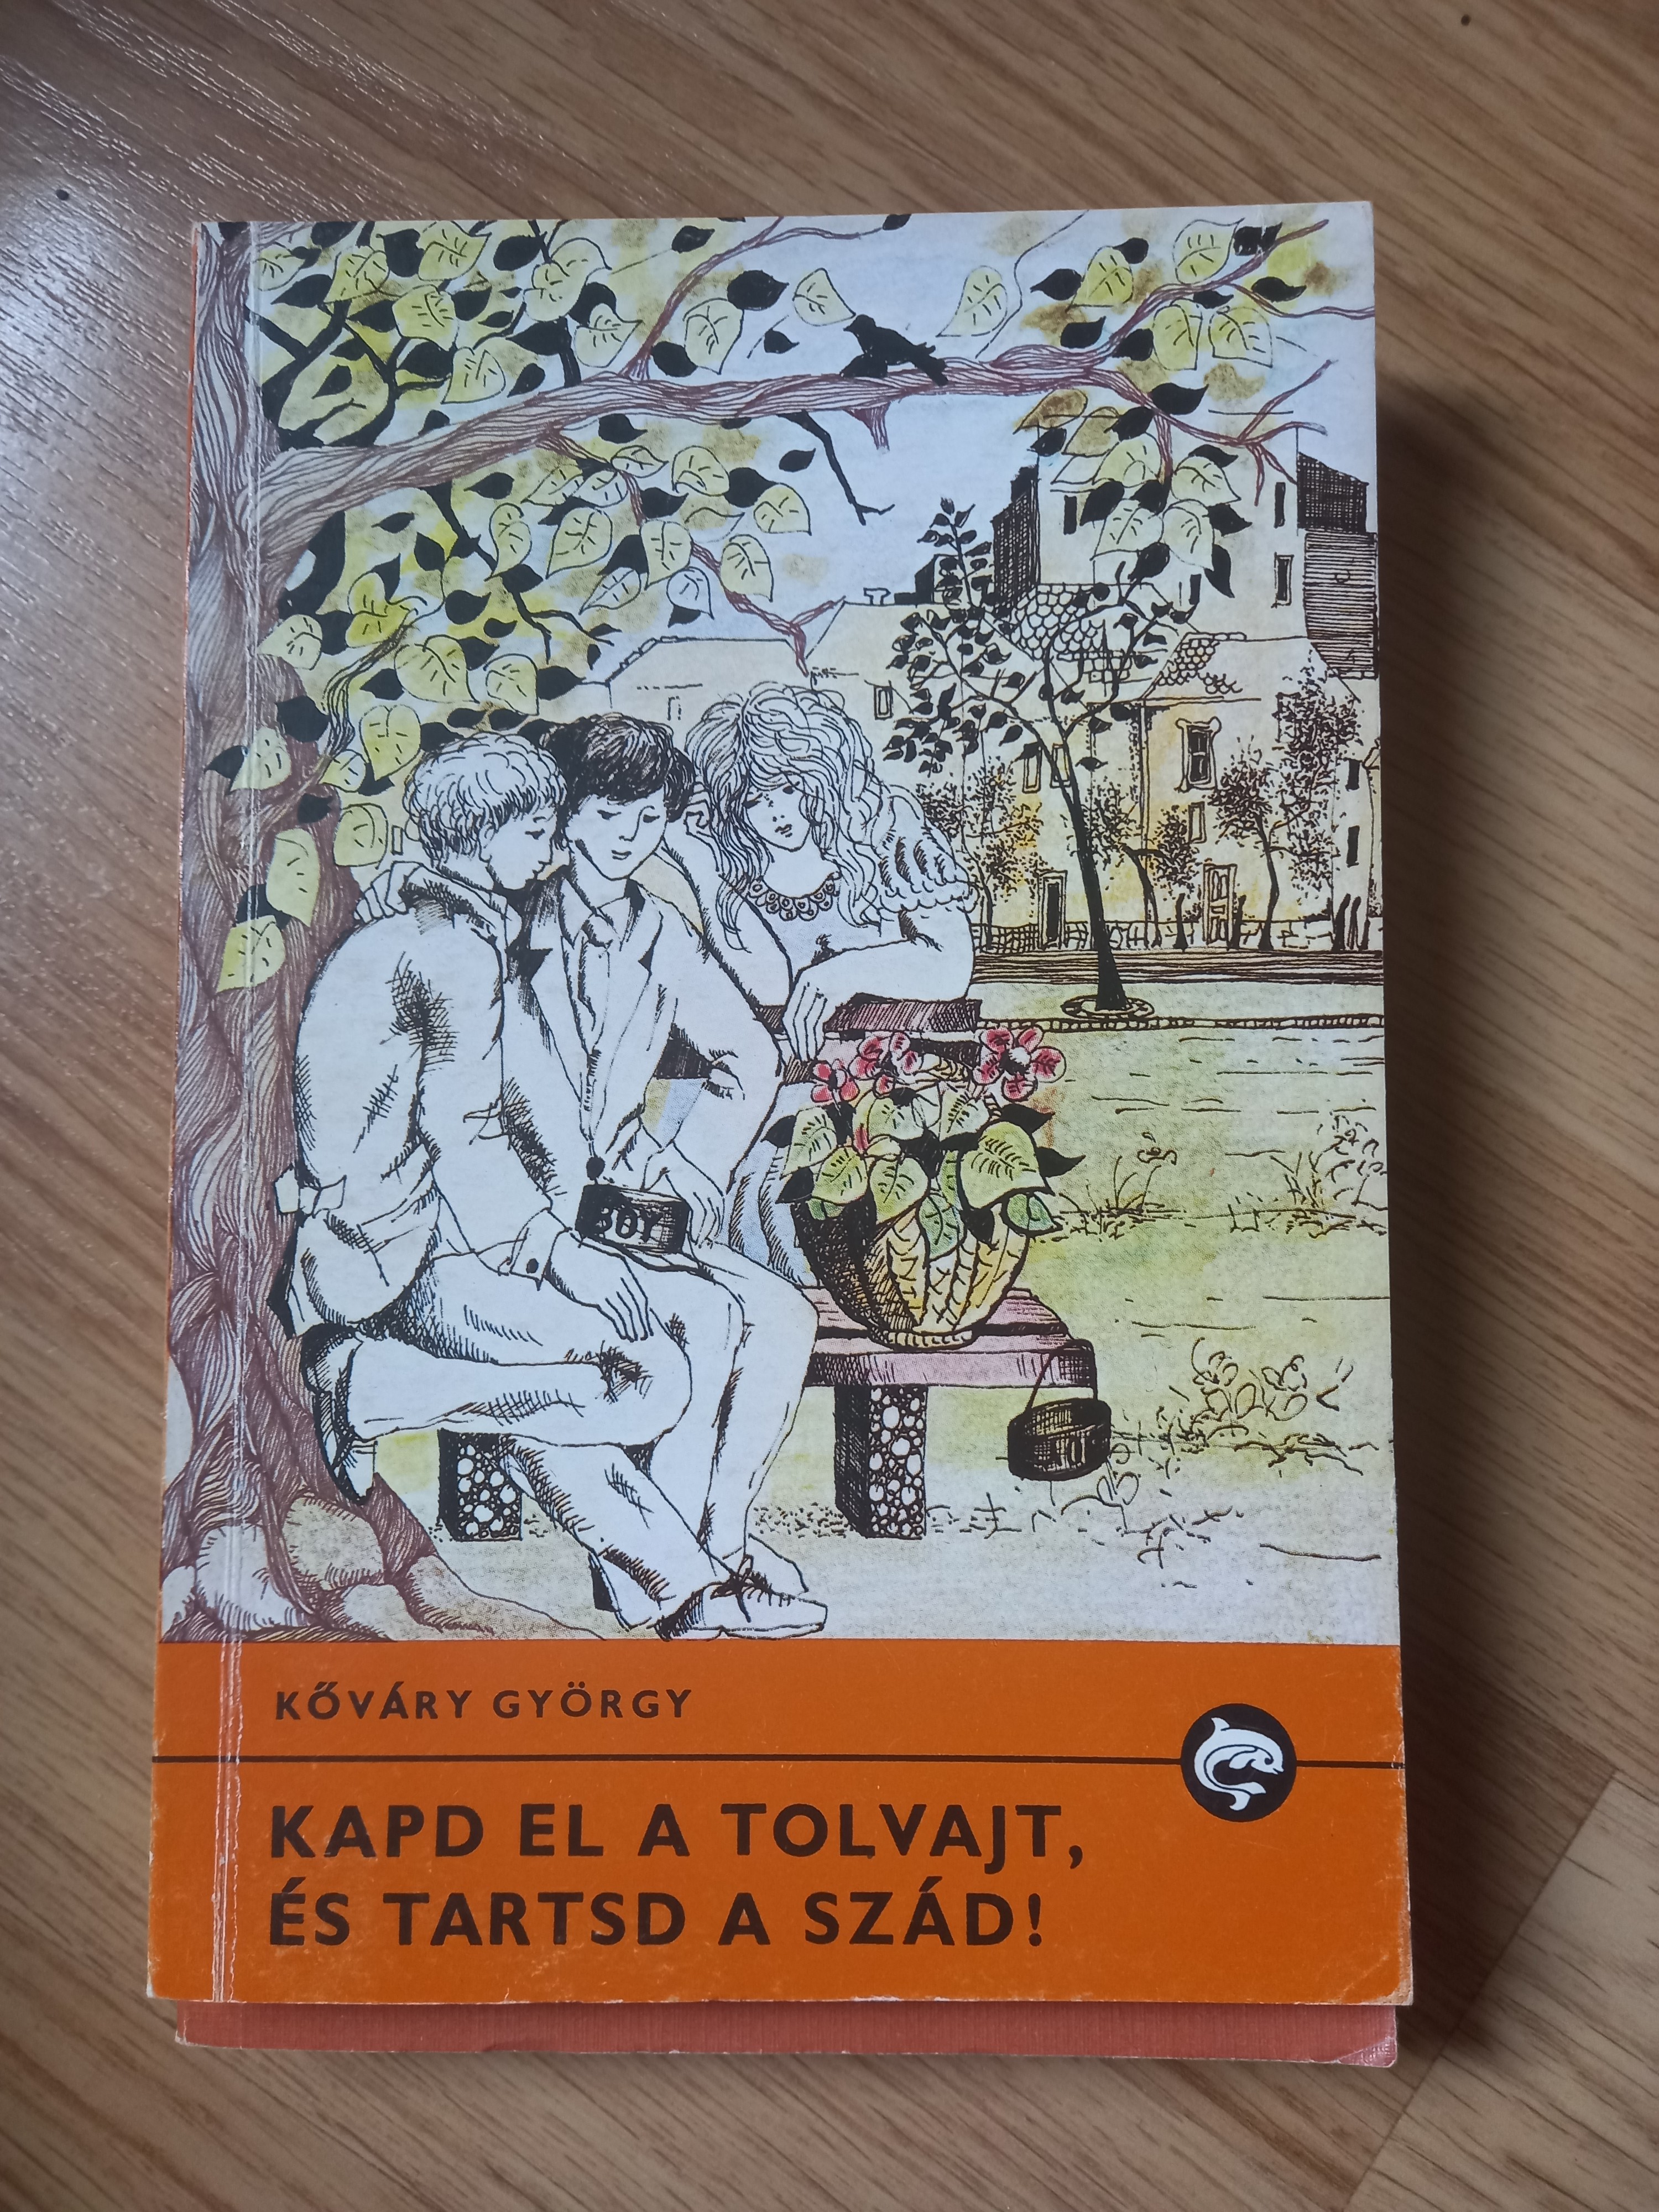 BOY
KŐVÁRY GYÖRGY
KAPD EL A TOLVAJT,
ÉS TARTSD A SZÁD!